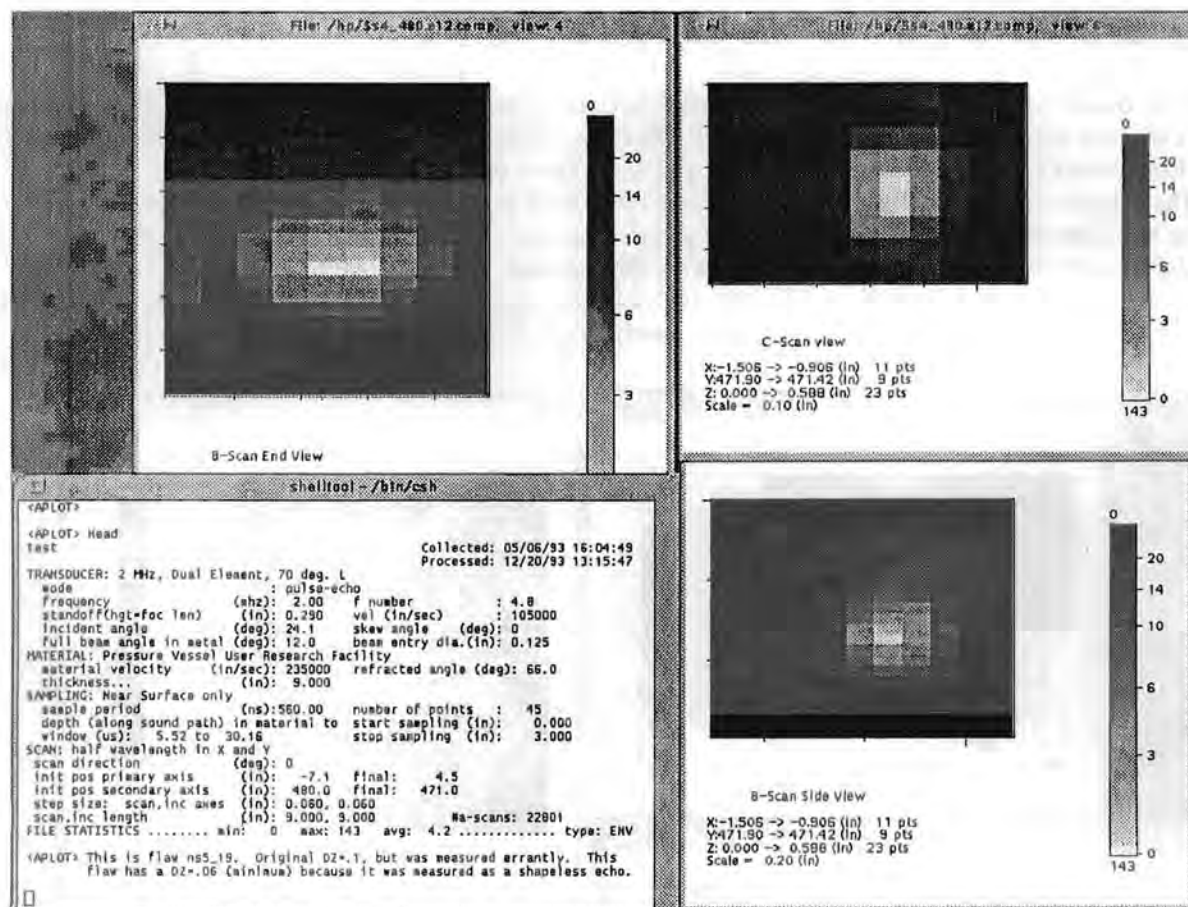 File: /hp/Ss4_480.e12.comp, view: 4
0
20
14
10
6
3
B-Scan End View
File: /hp/Ss4_480.e12.comp, view: 6
0
20
14
10
6
3
0
143
C-Scan view
X:-1.506 -> -0.906 (in) 11 pts
Y:471.90 -> 471.42 (in) 9 pts
Z: 0.000 -> 0.588 (in) 23 pts
Scale = 0.10 (in)
shelltool - /bin/csh
<APLOT>
<APLOT> Head
test Collected: 05/06/93 16:04:49
Processed: 12/20/93 13:15:47
TRANSDUCER: 2 MHz, Dual Element, 70 deg. L
mode : pulse-echo
frequency (mhz): 2.00 f number : 4.8
standoff(hgt*foc len) (in): 0.290 vel (in/sec) : 105000
incident angle (deg): 24.1 skew angle (deg): 0
full beam angle in metal (deg): 12.0 beam entry dia.(in): 0.125
MATERIAL: Pressure Vessel User Research Facility
material velocity (in/sec): 235000 refracted angle (deg): 66.0
thickness... (in): 9.000
SAMPLING: Near Surface only
sample period (ns):560.00 number of points : 45
depth (along sound path) in material to start sampling (in): 0.000
window (us): 5.52 to 30.16 stop sampling (in): 3.000
SCAN: half wavelength in X and Y
scan direction (deg): 0
init pos primary axis (in): -7.1 final: 4.5
init pos secondary axis (in): 480.0 final: 471.0
step size: scan,inc axes (in): 0.060, 0.060
scan,inc length (in): 9.000, 9.000 #a-scans: 22801
FILE STATISTICS ........ min: 0 max: 143 avg: 4.2 ............. type: ENV
<APLOT> This is flaw ns5_19. Original DZ=.1, but was measured errantly. This
flaw has a DZ=.06 (minimum) because it was measured as a shapeless echo.
0
20
14
10
6
3
0
143
B-Scan Side View
X:-1.506 -> -0.906 (in) 11 pts
Y:471.90 -> 471.42 (in) 9 pts
Z: 0.000 -> 0.588 (in) 23 pts
Scale = 0.20 (in)